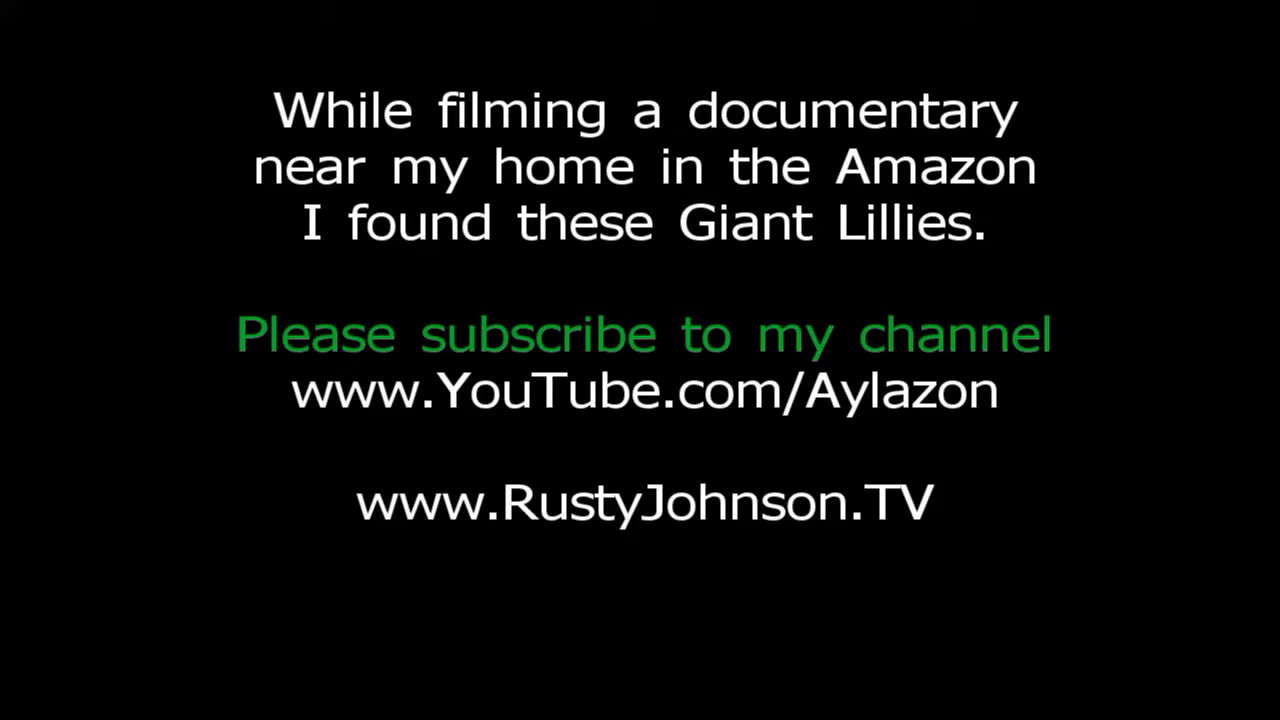 While filming a documentary
near my home in the Amazon
I found these Giant Lillies.
Please subscribe to my channel
www.YouTube.com/Aylazon
www.RustyJohnson.TV